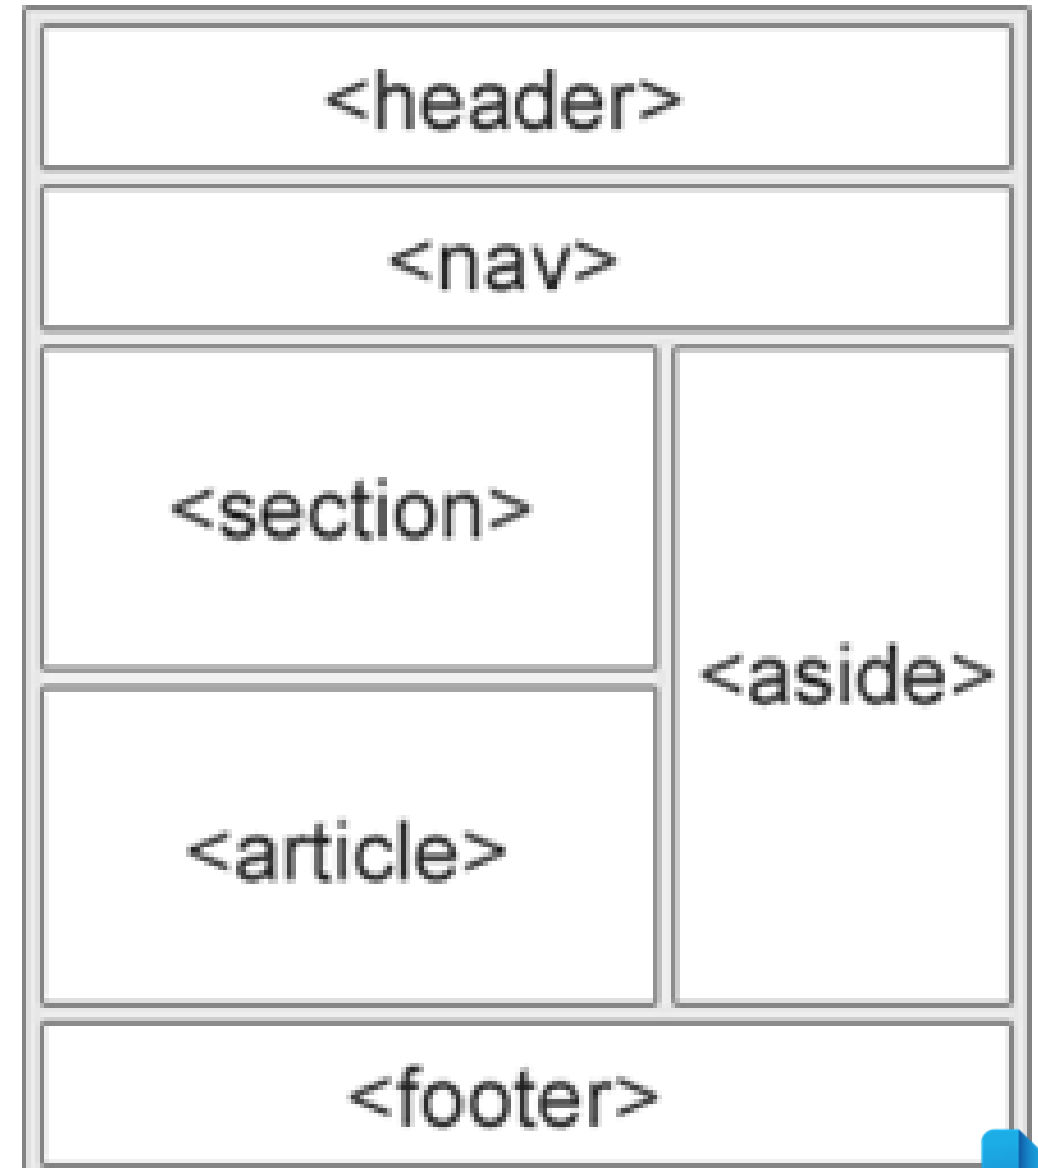 <header>
<nav>
<section>
<aside>
<article>
<footer>